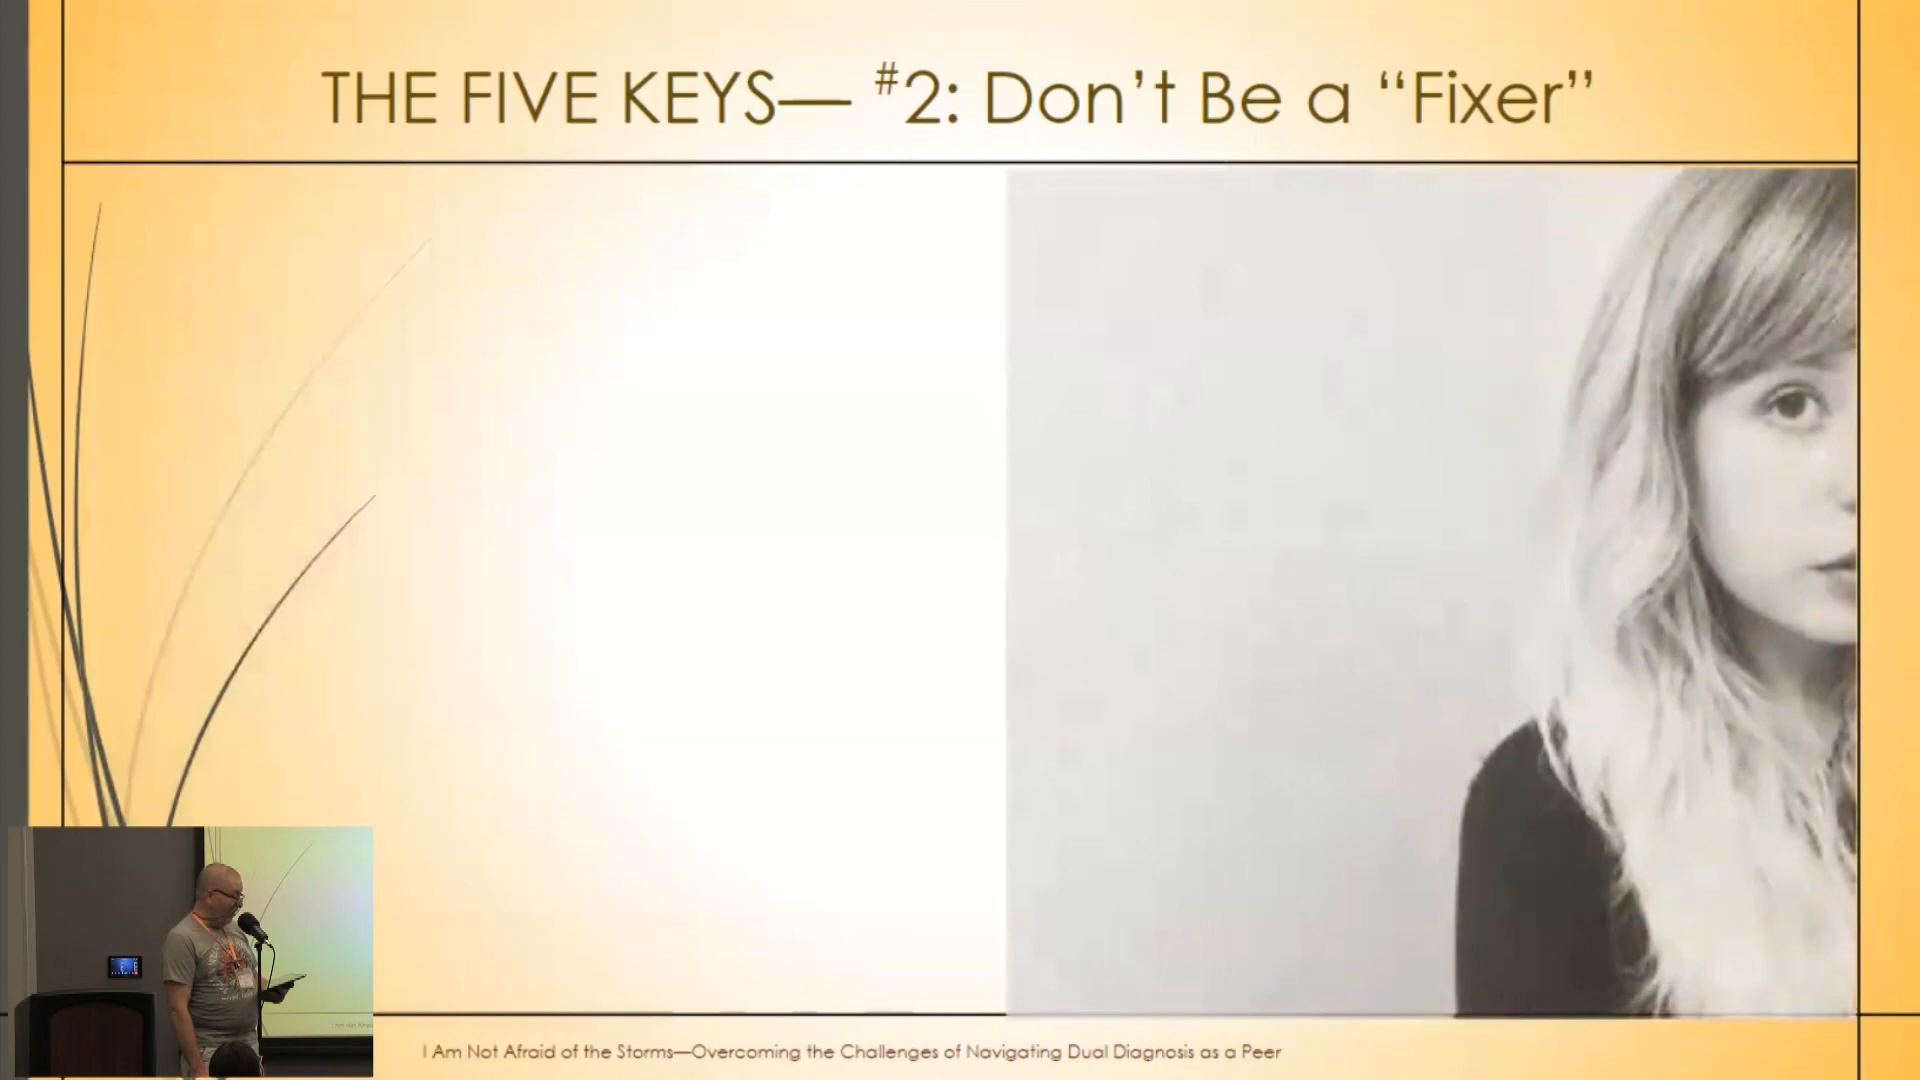 THE FIVE KEYS— #2: Don’t Be a “Fixer”
I Am Not Afraid of the Storms—Overcoming the Challenges of Navigating Dual Diagnosis as a Peer